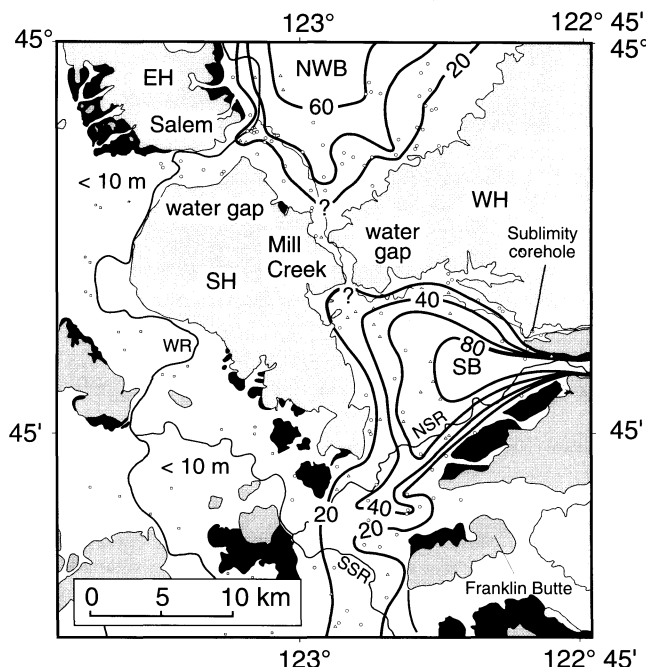 123°
122° 45'
45°
45°
EH
NWB
20
60
Salem
< 10 m
WH
?
water gap
water
gap
Sublimity
corehole
Mill
Creek
SH
?
40
WR
80
SB
NSR
45'
45'
< 10 m
20
40
20
SSR
Franklin Butte
0 5 10 km
123°
122 45'